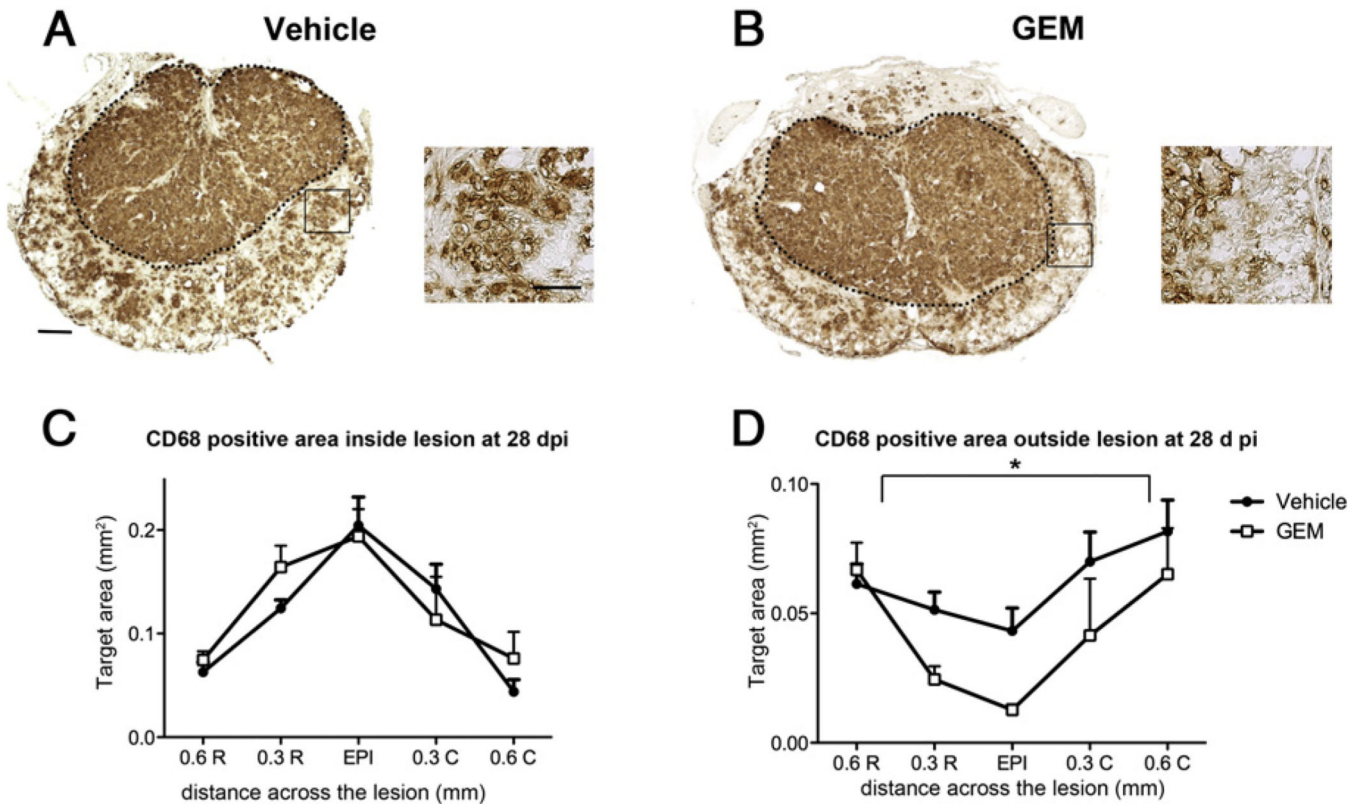 A Vehicle
B GEM
C CD68 positive area inside lesion at 28 dpi
Target area (mm²)
0.2
0.1
0.0
0.6 R 0.3 R EPI 0.3 C 0.6 C
distance across the lesion (mm)
D CD68 positive area outside lesion at 28 d pi
*
Target area (mm²)
0.10
0.05
0.00
0.6 R 0.3 R EPI 0.3 C 0.6 C
distance across the lesion (mm)
Vehicle
GEM